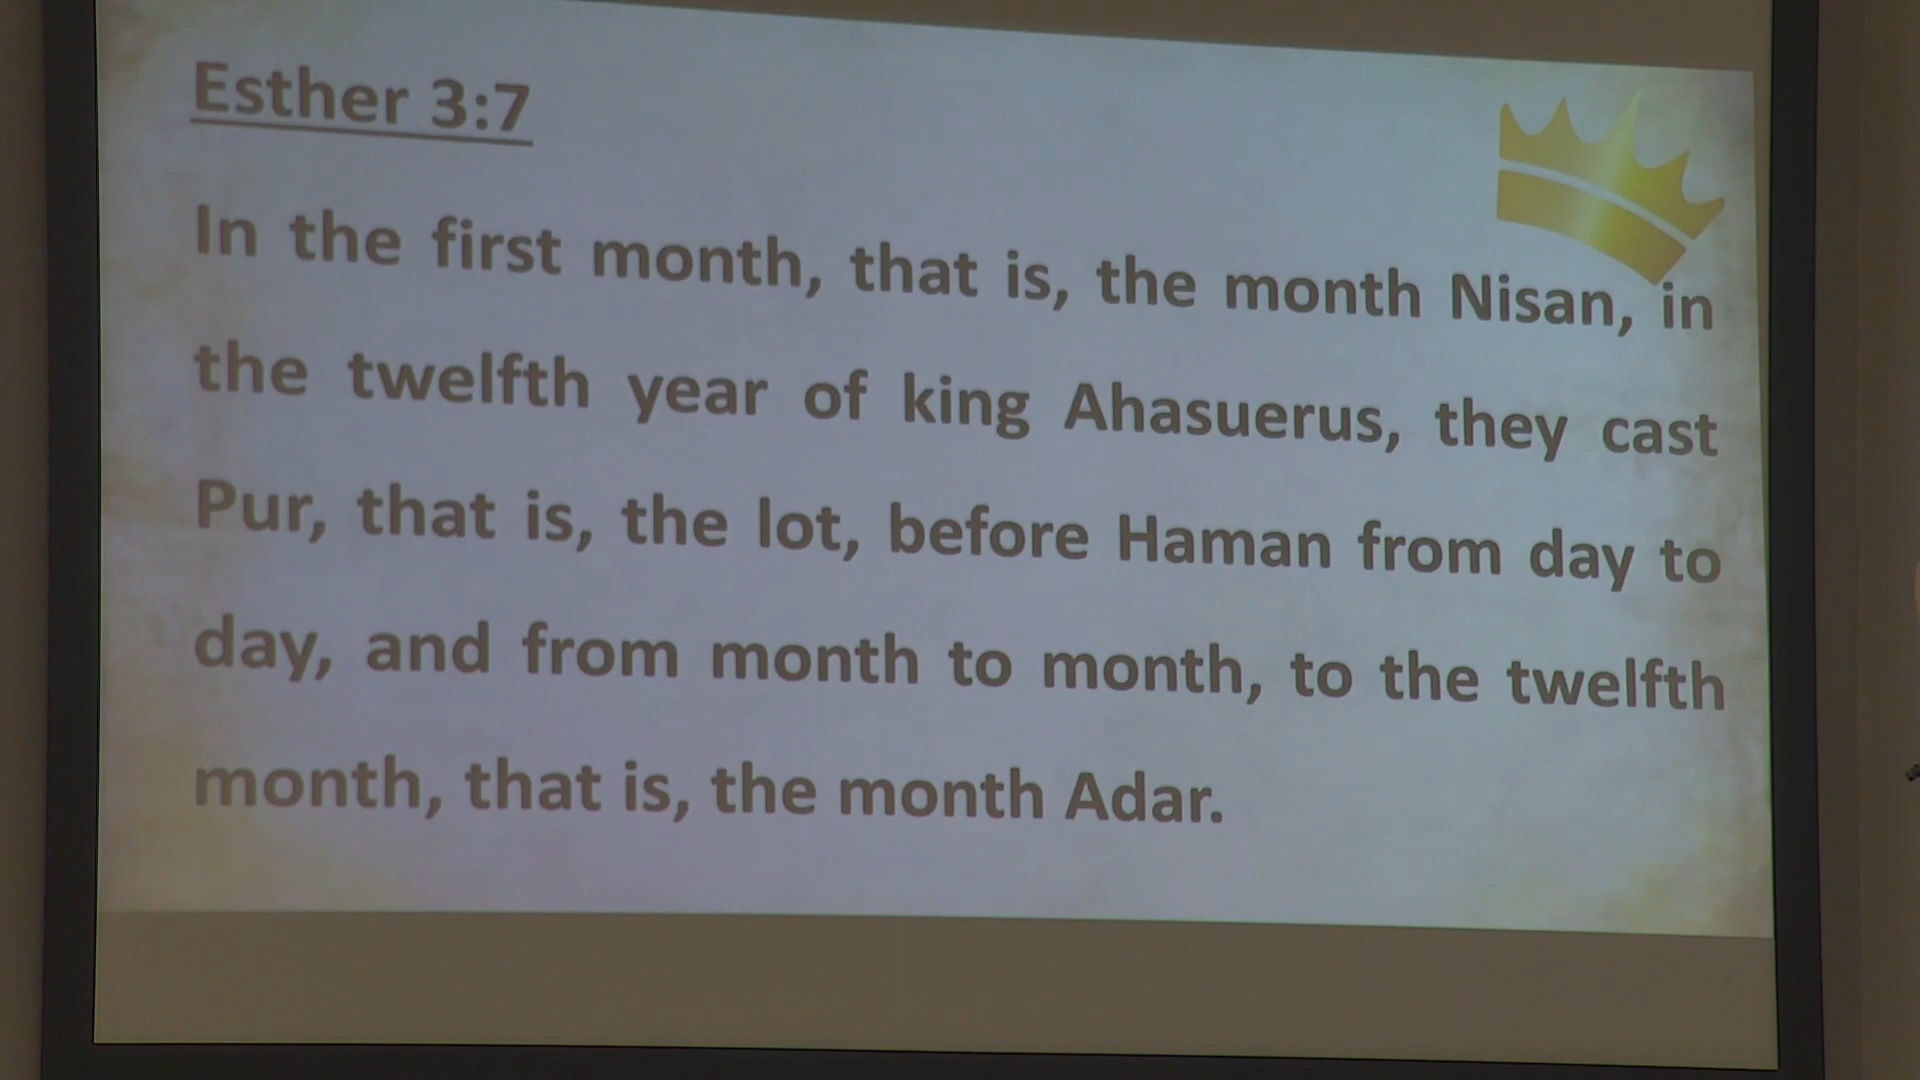 Esther 3:7
In the first month, that is, the month Nisan, in
the twelfth year of king Ahasuerus, they cast
Pur, that is, the lot, before Haman from day to
day, and from month to month, to the twelfth
month, that is, the month Adar.